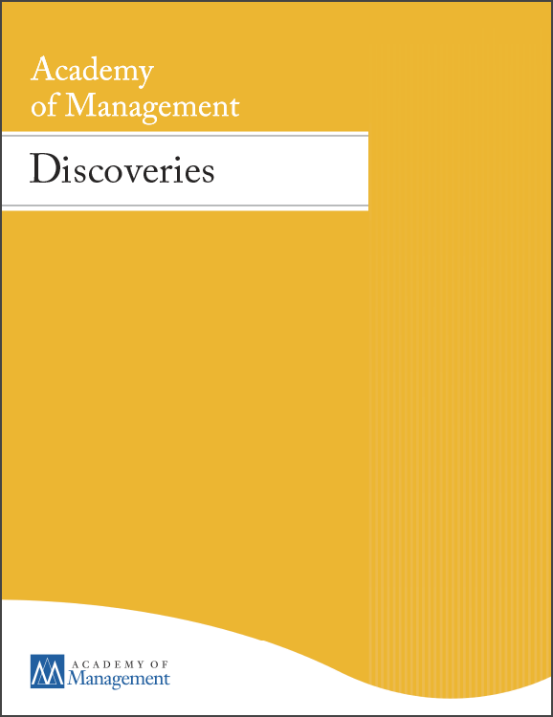 Academy
of Management
Discoveries
ACADEMY OF
Management